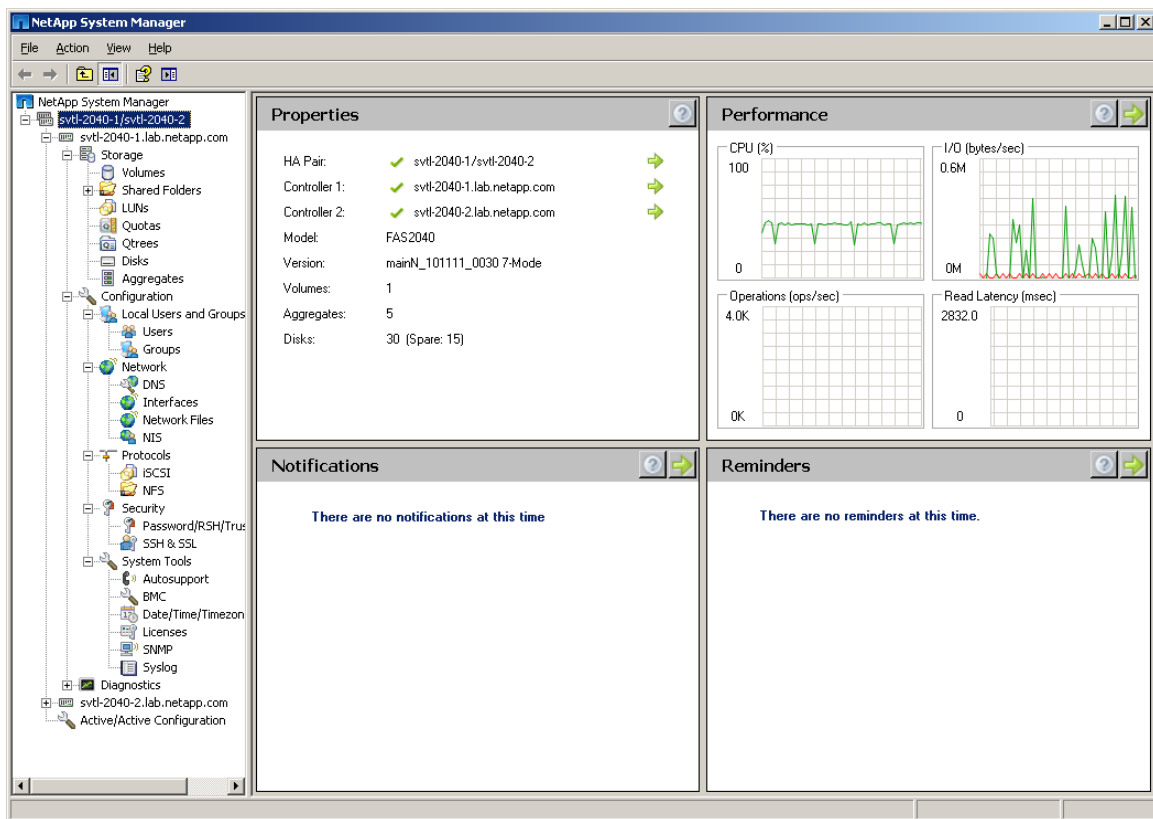 NetApp System Manager
File Action View Help
NetApp System Manager
svtl-2040-1/svtl-2040-2
svtl-2040-1.lab.netapp.com
Storage
Volumes
Shared Folders
LUNs
Quotas
Qtrees
Disks
Aggregates
Configuration
Local Users and Groups
Users
Groups
Network
DNS
Interfaces
Network Files
NIS
Protocols
iSCSI
NFS
Security
Password/RSH/Trus
SSH & SSL
System Tools
Autosupport
BMC
Date/Time/Timezon
Licenses
SNMP
Syslog
Diagnostics
svtl-2040-2.lab.netapp.com
Active/Active Configuration
Properties
HA Pair: svtl-2040-1/svtl-2040-2
Controller 1: svtl-2040-1.lab.netapp.com
Controller 2: svtl-2040-2.lab.netapp.com
Model: FAS2040
Version: mainN_101111_0030 7-Mode
Volumes: 1
Aggregates: 5
Disks: 30 (Spare: 15)
Performance
CPU (%)
100
0
I/O (bytes/sec)
0.6M
0M
Operations (ops/sec)
4.0K
0K
Read Latency (msec)
2832.0
0
Notifications
There are no notifications at this time
Reminders
There are no reminders at this time.